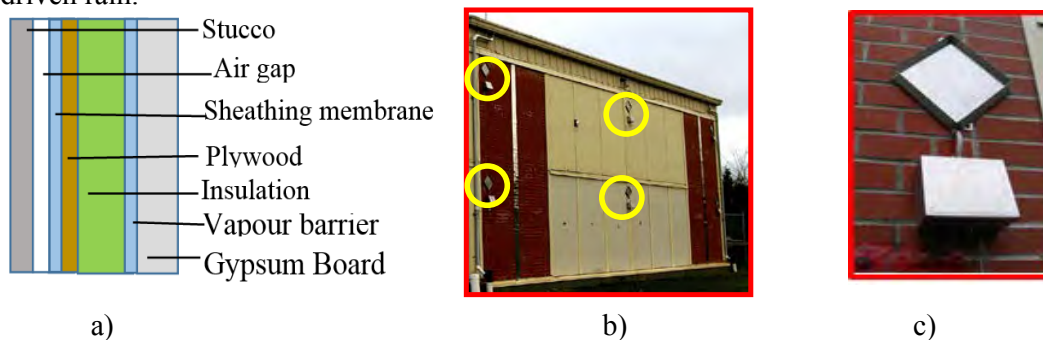 driven rain.
Stucco
Air gap
Sheathing membrane
Plywood
Insulation
Vapour barrier
Gypsum Board
a)
b)
c)